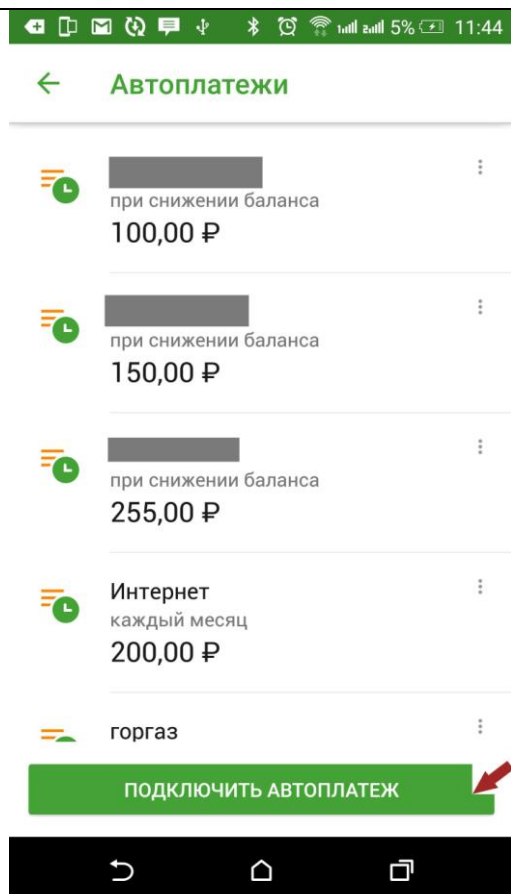 5% 11:44
Автоплатежи
при снижении баланса
100,00 ₽
при снижении баланса
150,00 ₽
при снижении баланса
255,00 ₽
Интернет
каждый месяц
200,00 ₽
горгаз
ПОДКЛЮЧИТЬ АВТОПЛАТЕЖ